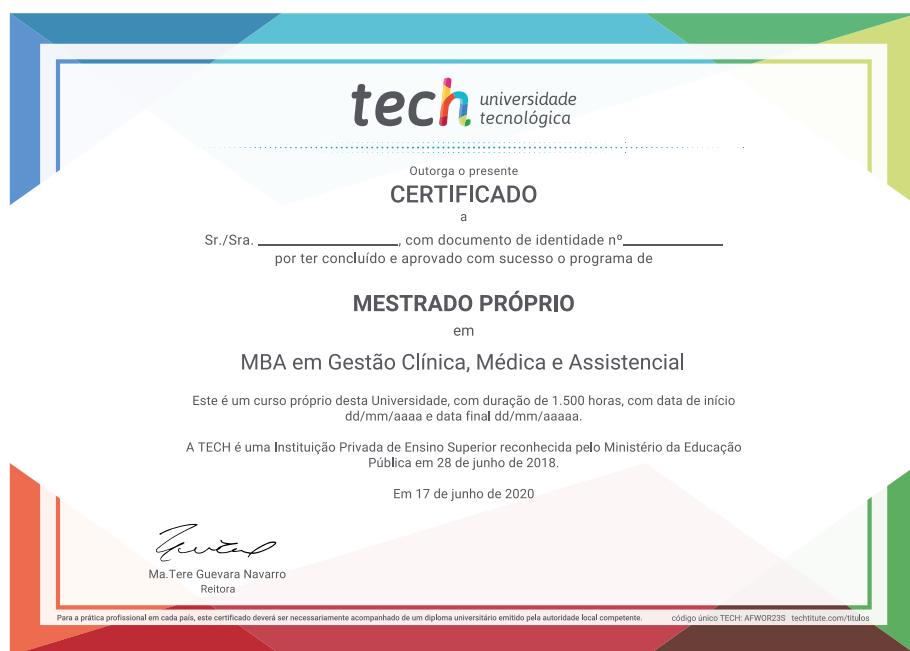 tech universidade
tecnológica
Outorga o presente
CERTIFICADO
a
Sr./Sra. ____________, com documento de identidade nº_________
por ter concluído e aprovado com sucesso o programa de
MESTRADO PRÓPRIO
em
MBA em Gestão Clínica, Médica e Assistencial
Este é um curso próprio desta Universidade, com duração de 1.500 horas, com data de início
dd/mm/aaaa e data final dd/mm/aaaaa.
A TECH é uma Instituição Privada de Ensino Superior reconhecida pelo Ministério da Educação
Pública em 28 de junho de 2018.
Em 17 de junho de 2020
Ma.Tere Guevara Navarro
Reitora
Para a prática profissional em cada país, este certificado deverá ser necessariamente acompanhado de um diploma universitário emitido pela autoridade local competente. código único TECH: AFWOR23S techtitute.com/titulos